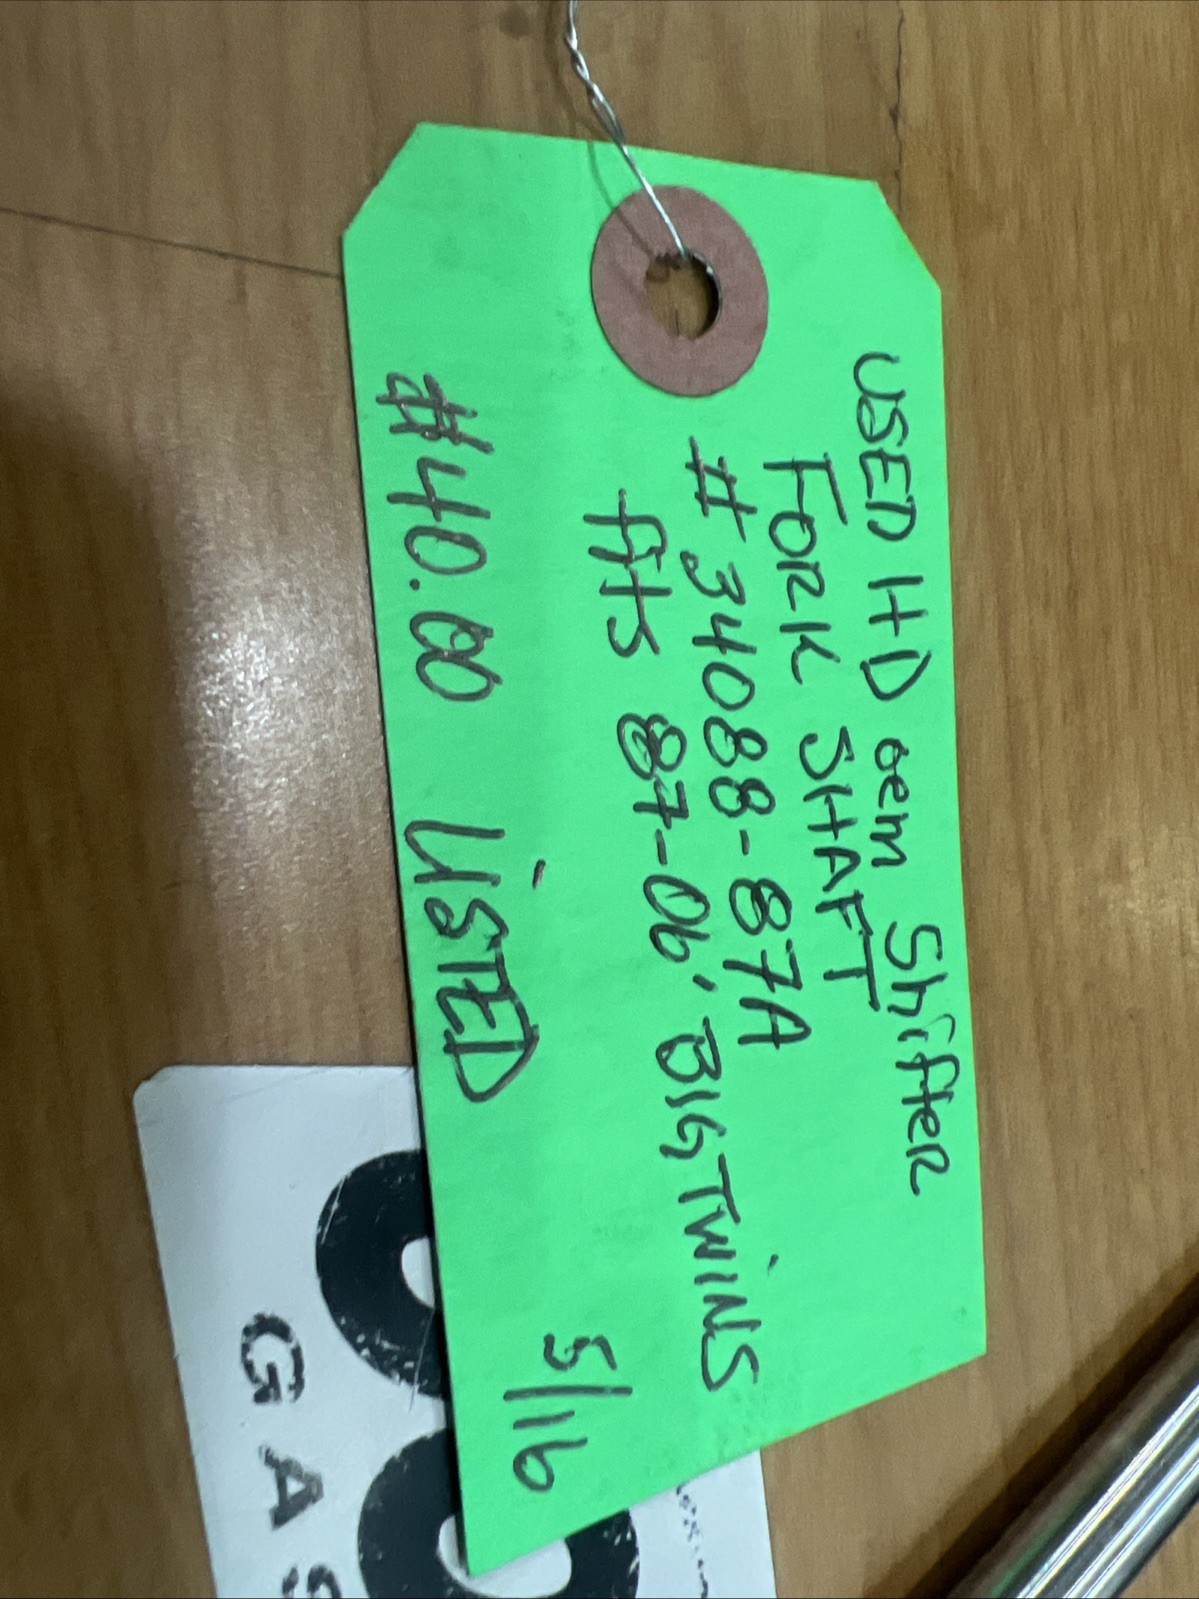 USED HD oem Shifter
FORK SHAFT
# 34088-87A
fits 87-06' BIG TWINS
#40.00 LiSTED
5/16
GAS